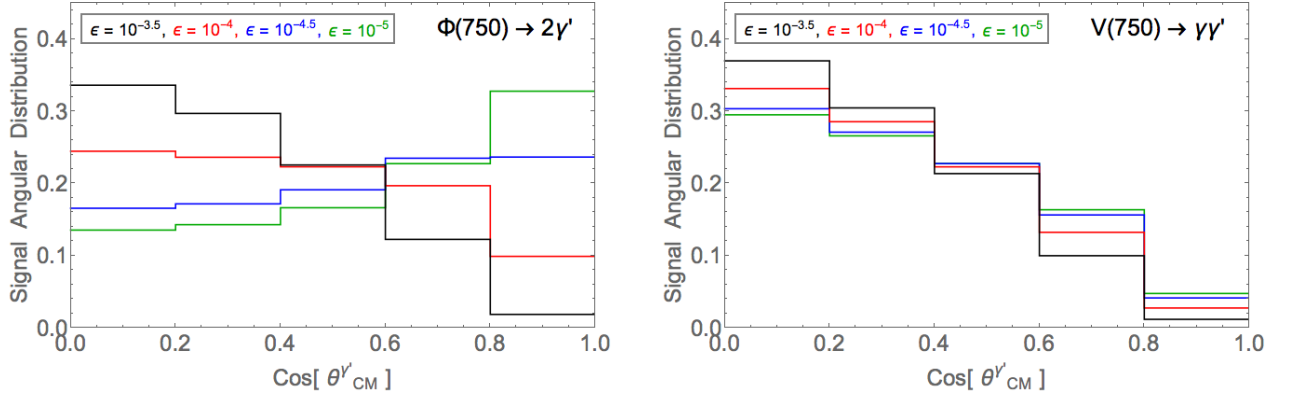 ϵ = 10^-3.5, ϵ = 10^-4, ϵ = 10^-4.5, ϵ = 10^-5
Φ(750) → 2γ'
Signal Angular Distribution
0.4
0.3
0.2
0.1
0.0
0.0 0.2 0.4 0.6 0.8 1.0
Cos[ θ^γ'_CM ]
ϵ = 10^-3.5, ϵ = 10^-4, ϵ = 10^-4.5, ϵ = 10^-5
V(750) → γγ'
Signal Angular Distribution
0.4
0.3
0.2
0.1
0.0
0.0 0.2 0.4 0.6 0.8 1.0
Cos[ θ^γ'_CM ]